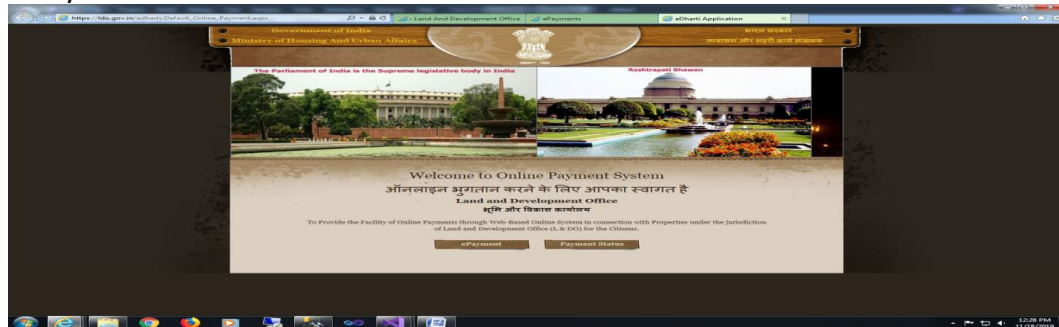 https://ldo.gov.in/edharti/Default_Online_Payment.aspx
: Land And Development Office
ePayments
eDharti Application
Government of India
भारत सरकार
Ministry of Housing And Urban Affairs
आवासन और शहरी कार्य मंत्रालय
The Parliament of India is the Supreme legislative body in India
Rashtrapati Bhawan
Welcome to Online Payment System
ऑनलाइन भुगतान करने के लिए आपका स्वागत है
Land and Development Office
भूमि और विकास कार्यालय
To Provide the Facility of Online Payments through Web-Based Online System in connection with Properties under the Jurisdiction
of Land and Development Office (L & DO) for the Citizens.
ePayment
Payment Status
12:28 PM